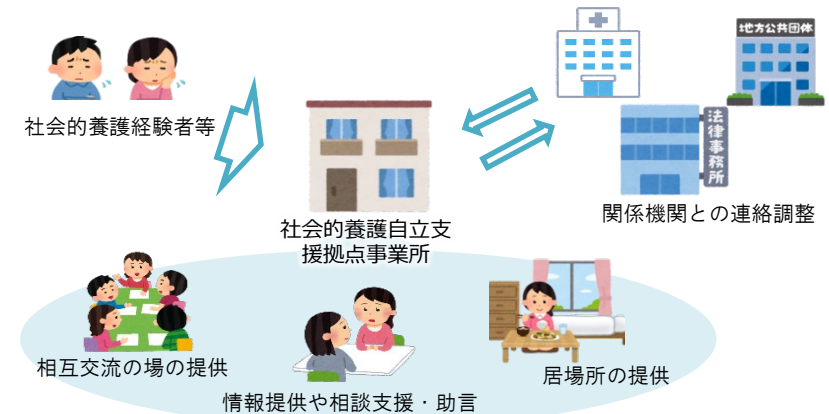 地方公共団体
社会的養護経験者等
法律事務所
関係機関との連絡調整
社会的養護自立支
援拠点事業所
相互交流の場の提供
情報提供や相談支援・助言
居場所の提供